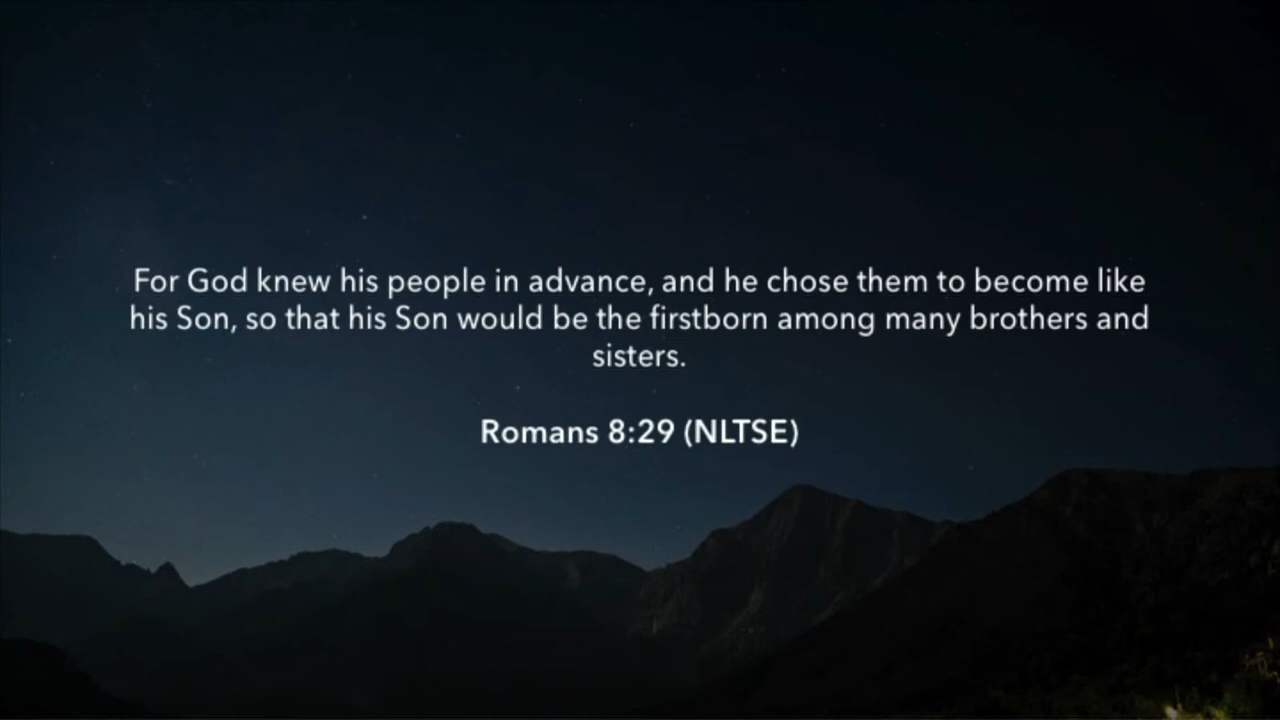 For God knew his people in advance, and he chose them to become like
his Son, so that his Son would be the firstborn among many brothers and
sisters.
Romans 8:29 (NLTSE)